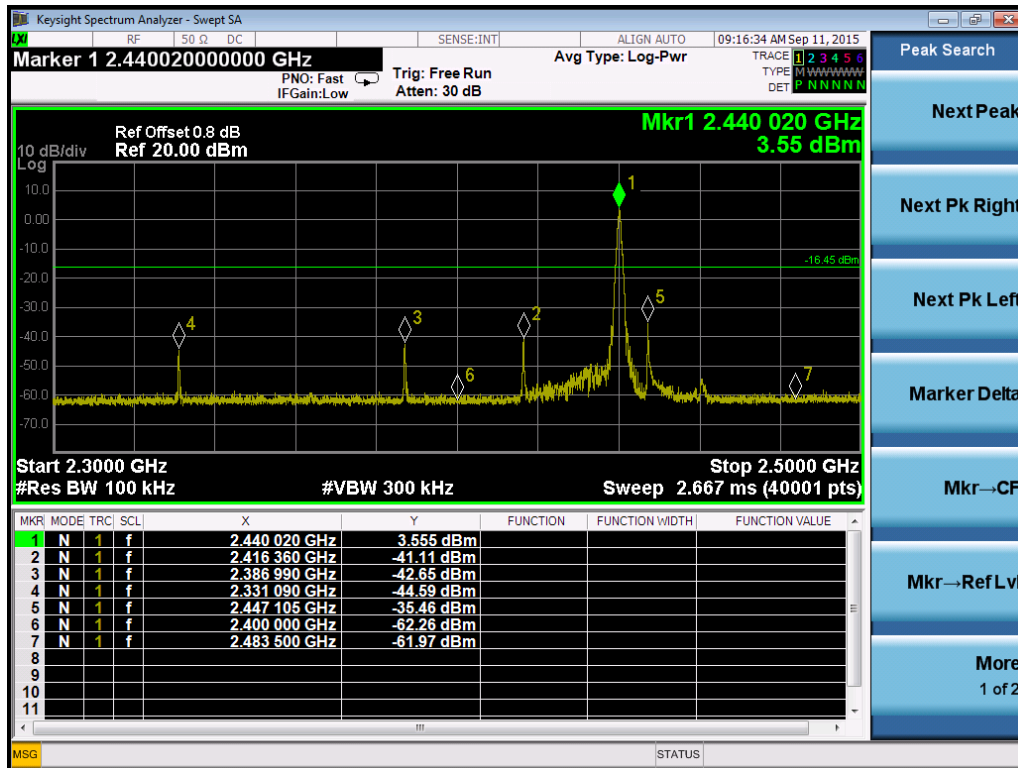 Keysight Spectrum Analyzer - Swept SA
LXI RF 50 Ω DC SENSE:INT ALIGN AUTO 09:16:34 AM Sep 11, 2015
Marker 1 2.440020000000 GHz
PNO: Fast
IFGain:Low
Trig: Free Run
Atten: 30 dB
Avg Type: Log-Pwr
TRACE 1 2 3 4 5 6
TYPE M WWWWW
DET P N N N N N
Ref Offset 0.8 dB
10 dB/div Ref 20.00 dBm
Log
Mkr1 2.440 020 GHz
3.55 dBm
10.0
0.00
-10.0
-20.0
-30.0
-40.0
-50.0
-60.0
-70.0
1
-16.45 dBm
5
2
3
4
6
7
Start 2.3000 GHz Stop 2.5000 GHz
#Res BW 100 kHz #VBW 300 kHz Sweep 2.667 ms (40001 pts)
MKR MODE TRC SCL X Y FUNCTION FUNCTION WIDTH FUNCTION VALUE
1 N 1 f 2.440 020 GHz 3.555 dBm
2 N 1 f 2.416 360 GHz -41.11 dBm
3 N 1 f 2.386 990 GHz -42.65 dBm
4 N 1 f 2.331 090 GHz -44.59 dBm
5 N 1 f 2.447 105 GHz -35.46 dBm
6 N 1 f 2.400 000 GHz -62.26 dBm
7 N 1 f 2.483 500 GHz -61.97 dBm
8
9
10
11
MSG STATUS
Peak Search
Next Peak
Next Pk Right
Next Pk Left
Marker Delta
Mkr→CF
Mkr→Ref Lvl
More
1 of 2